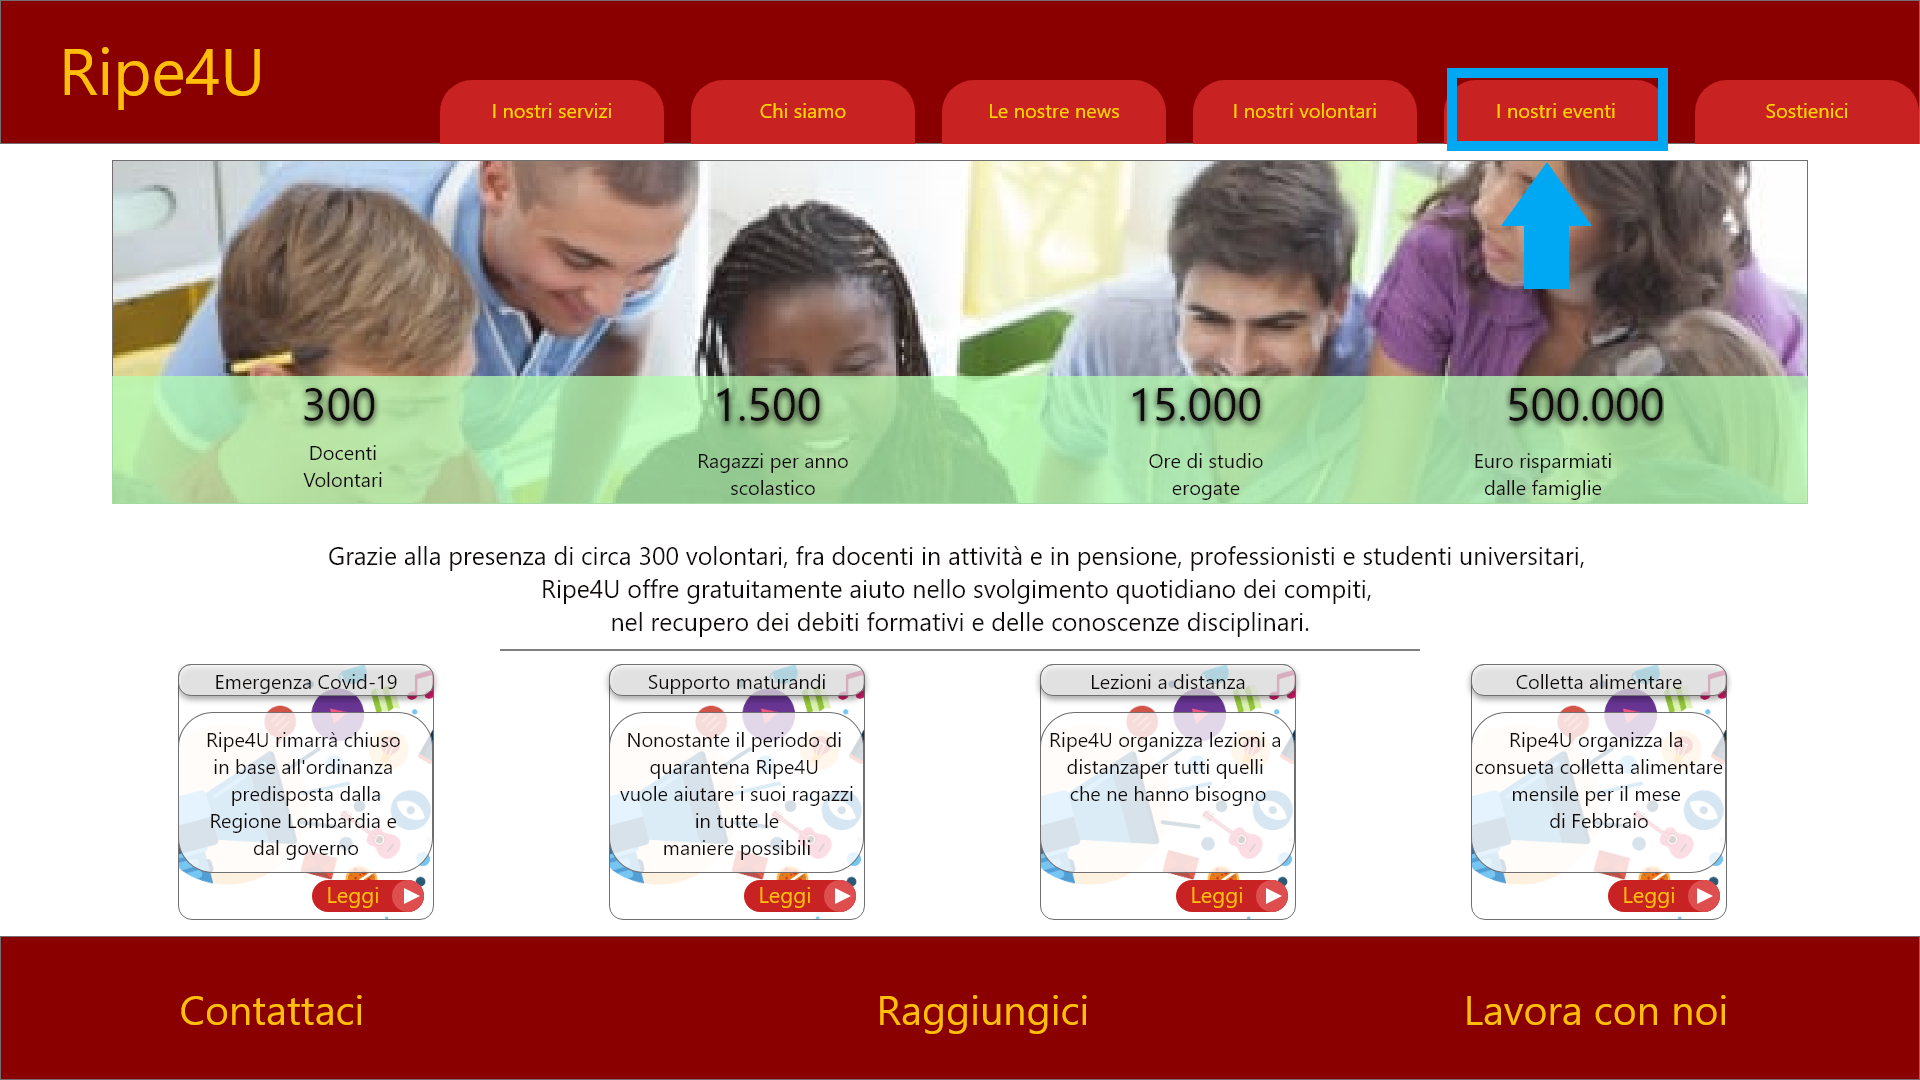 Ripe4U
I nostri servizi
Chi siamo
Le nostre news
I nostri volontari
I nostri eventi
Sostienici
300
Docenti
Volontari
1.500
Ragazzi per anno
scolastico
15.000
Ore di studio
erogate
500.000
Euro risparmiati
dalle famiglie
Grazie alla presenza di circa 300 volontari, fra docenti in attività e in pensione, professionisti e studenti universitari,
Ripe4U offre gratuitamente aiuto nello svolgimento quotidiano dei compiti,
nel recupero dei debiti formativi e delle conoscenze disciplinari.
Emergenza Covid-19
Ripe4U rimarrà chiuso
in base all'ordinanza
predisposta dalla
Regione Lombardia e
dal governo
Leggi
Supporto maturandi
Nonostante il periodo di
quarantena Ripe4U
vuole aiutare i suoi ragazzi
in tutte le
maniere possibili
Leggi
Lezioni a distanza
Ripe4U organizza lezioni a
distanzaper tutti quelli
che ne hanno bisogno
Leggi
Colletta alimentare
Ripe4U organizza la
consueta colletta alimentare
mensile per il mese
di Febbraio
Leggi
Contattaci
Raggiungici
Lavora con noi